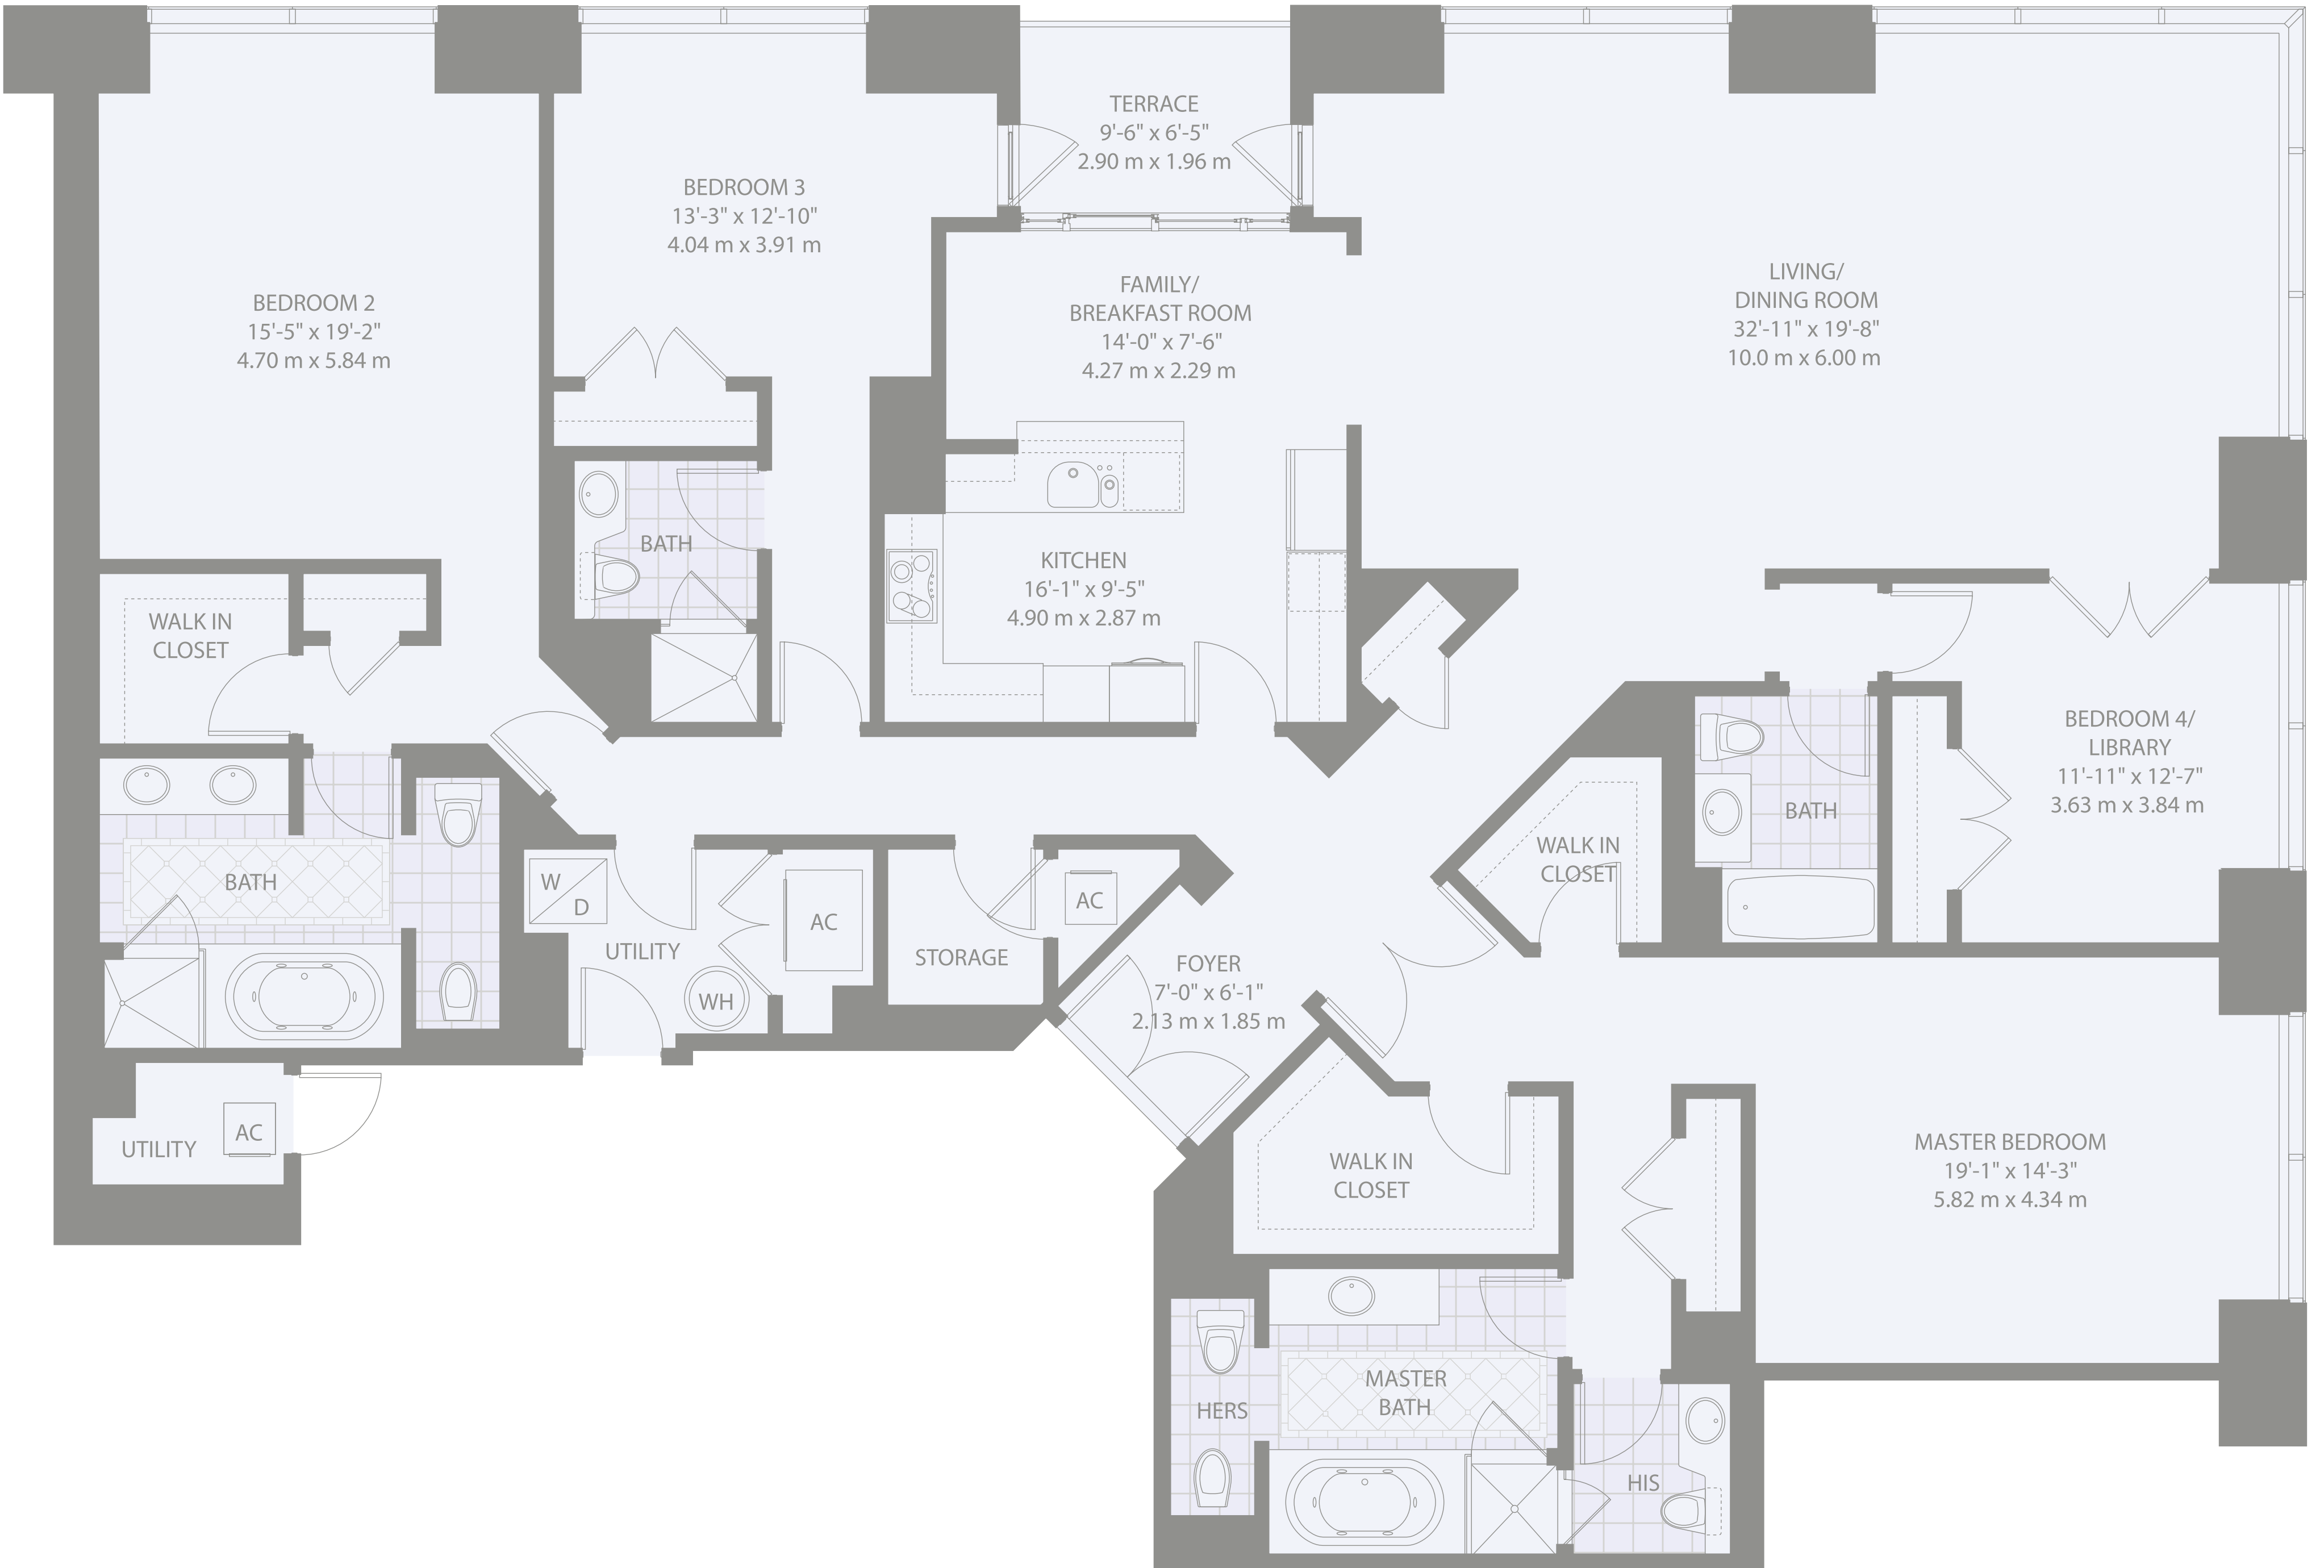 TERRACE
9'-6" x 6'-5"
2.90 m x 1.96 m
BEDROOM 3
13'-3" x 12'-10"
4.04 m x 3.91 m
BEDROOM 2
15'-5" x 19'-2"
4.70 m x 5.84 m
FAMILY/
BREAKFAST ROOM
14'-0" x 7'-6"
4.27 m x 2.29 m
LIVING/
DINING ROOM
32'-11" x 19'-8"
10.0 m x 6.00 m
BATH
KITCHEN
16'-1" x 9'-5"
4.90 m x 2.87 m
WALK IN
CLOSET
BEDROOM 4/
LIBRARY
11'-11" x 12'-7"
3.63 m x 3.84 m
BATH
WALK IN
CLOSET
BATH
W
D
UTILITY
AC
WH
STORAGE
AC
FOYER
7'-0" x 6'-1"
2.13 m x 1.85 m
UTILITY
AC
WALK IN
CLOSET
MASTER BEDROOM
19'-1" x 14'-3"
5.82 m x 4.34 m
HERS
MASTER
BATH
HIS